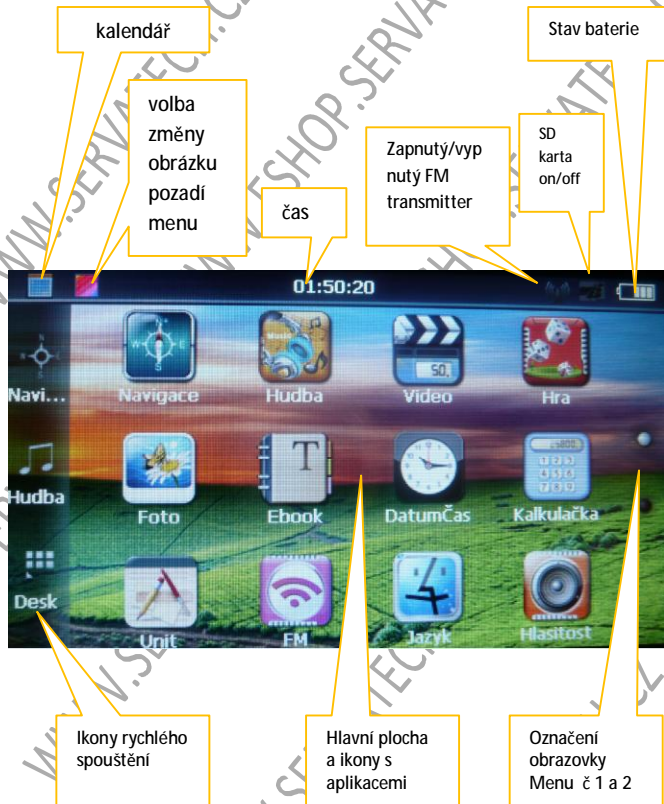 kalendář
Stav baterie
volba
změny
obrázku
pozadí
menu
čas
Zapnutý/vyp
nutý FM
transmitter
SD
karta
on/off
01:50:20
Navi...
Navigace
Hudba
Video
Hra
Hudba
Foto
Ebook
DatumČas
Kalkulačka
Desk
Unit
FM
Jazyk
Hlasitost
Ikony rychlého
spouštění
Hlavní plocha
a ikony s
aplikacemi
Označení
obrazovky
Menu č 1 a 2